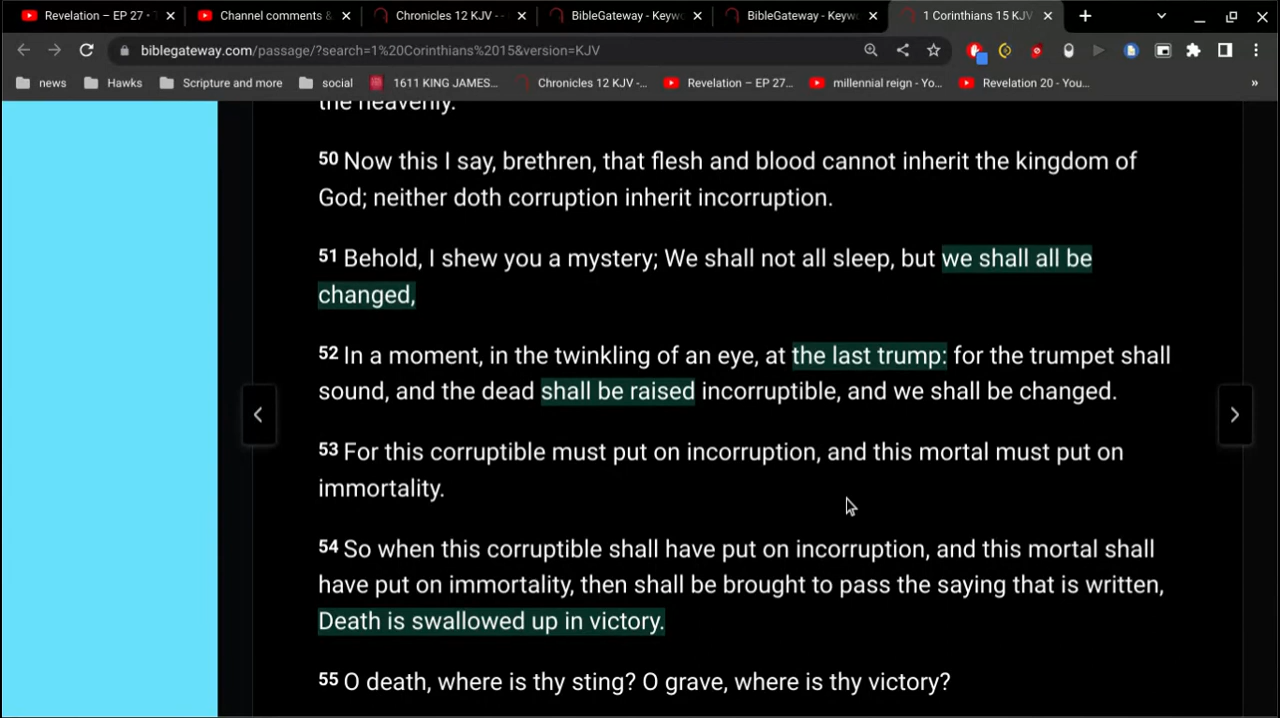 Revelation – EP 27 -
Channel comments &
Chronicles 12 KJV -
BibleGateway - Keyw
BibleGateway - Keyw
1 Corinthians 15 KJV
biblegateway.com/passage/?search=1%20Corinthians%2015&version=KJV
news
Hawks
Scripture and more
social
1611 KING JAMES...
Chronicles 12 KJV -...
Revelation – EP 27...
millennial reign - Yo...
Revelation 20 - You...
»
the heavenly.
50 Now this I say, brethren, that flesh and blood cannot inherit the kingdom of
God; neither doth corruption inherit incorruption.
51 Behold, I shew you a mystery; We shall not all sleep, but we shall all be
changed,
52 In a moment, in the twinkling of an eye, at the last trump: for the trumpet shall
sound, and the dead shall be raised incorruptible, and we shall be changed.
53 For this corruptible must put on incorruption, and this mortal must put on
immortality.
54 So when this corruptible shall have put on incorruption, and this mortal shall
have put on immortality, then shall be brought to pass the saying that is written,
Death is swallowed up in victory.
55 O death, where is thy sting? O grave, where is thy victory?